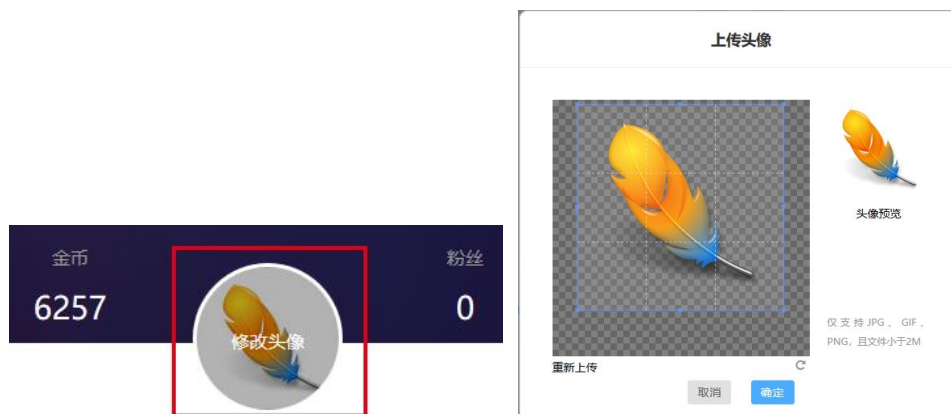 金币
粉丝
6257
0
修改头像
上传头像
头像预览
仅支持JPG、GIF、
PNG，且文件小于2M
重新上传
取消
确定